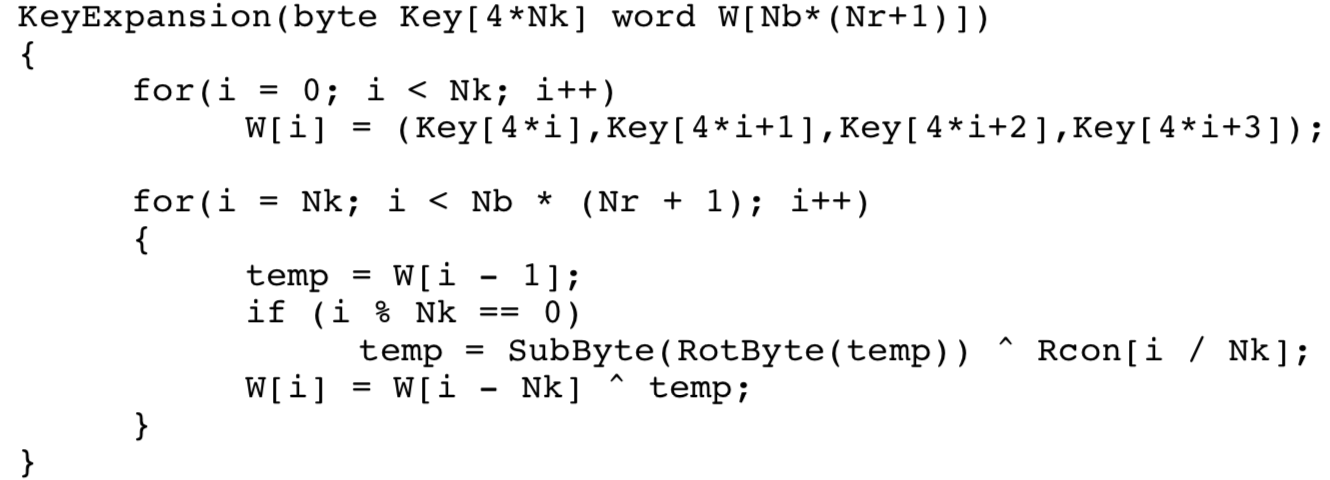 KeyExpansion(byte Key[4*Nk] word W[Nb*(Nr+1)])
{
for(i = 0; i < Nk; i++)
W[i] = (Key[4*i],Key[4*i+1],Key[4*i+2],Key[4*i+3]);
for(i = Nk; i < Nb * (Nr + 1); i++)
{
temp = W[i - 1];
if (i % Nk == 0)
temp = SubByte(RotByte(temp)) ^ Rcon[i / Nk];
W[i] = W[i - Nk] ^ temp;
}
}